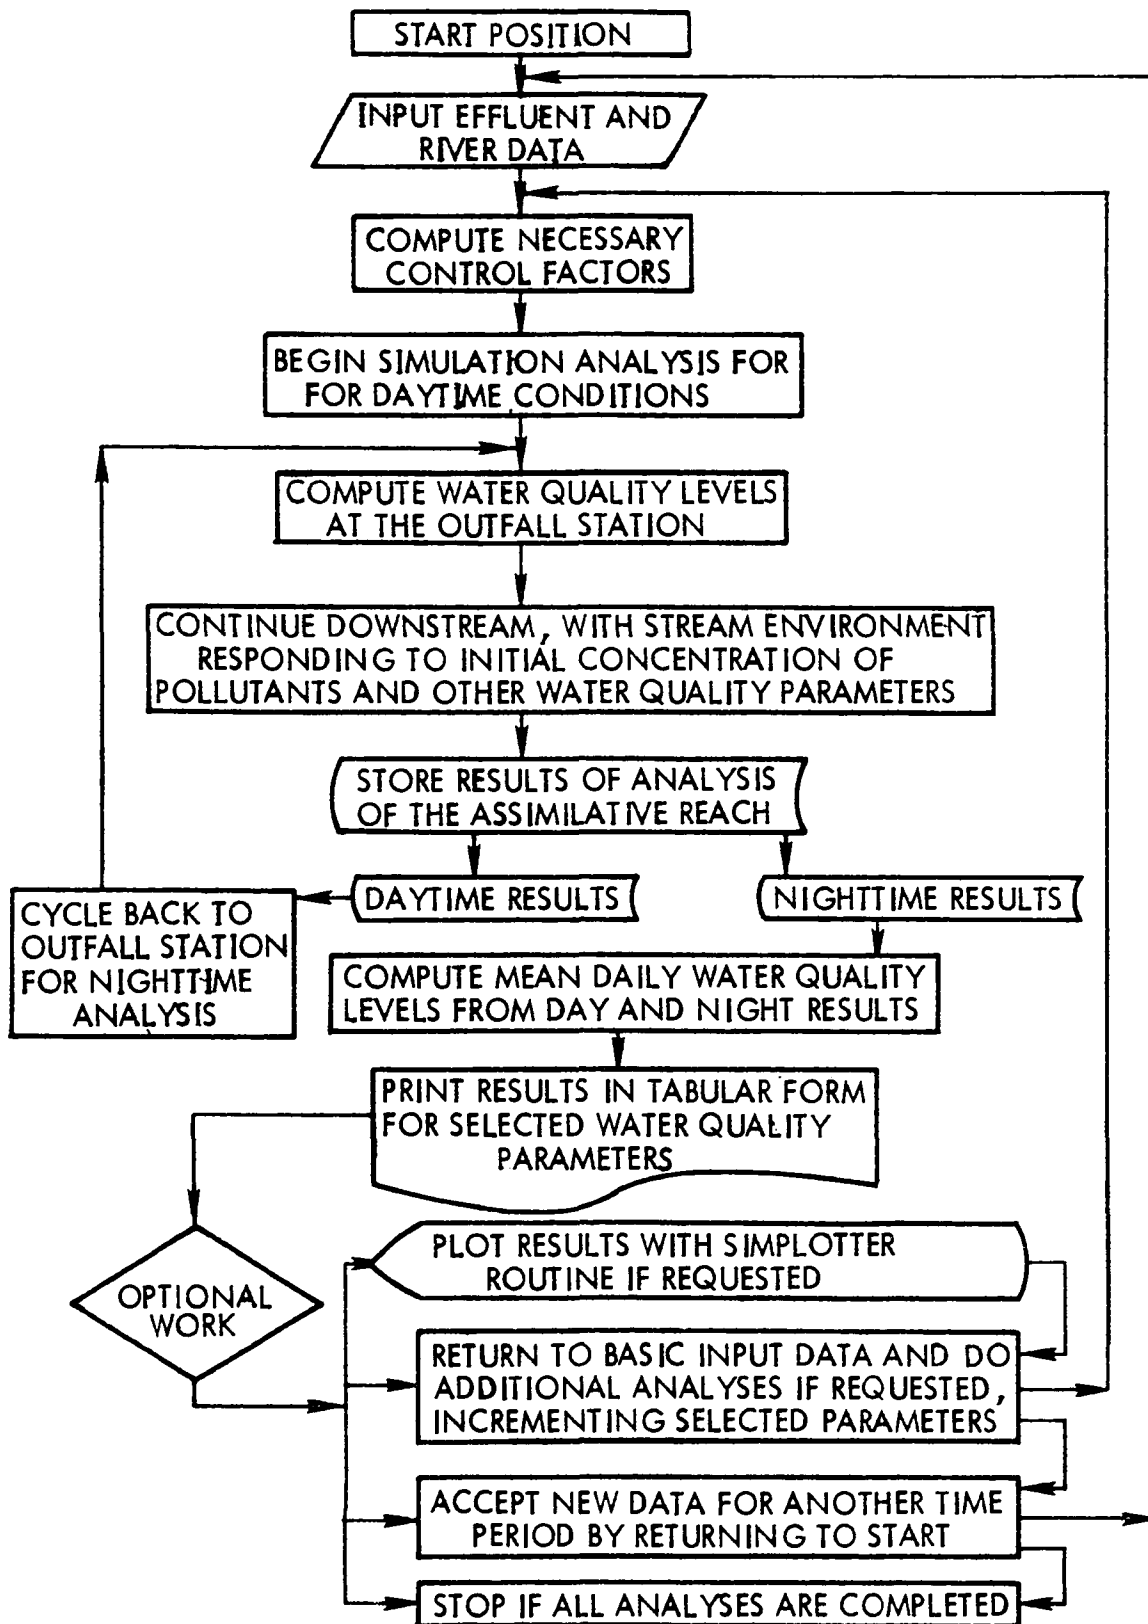 START POSITION
INPUT EFFLUENT AND
RIVER DATA
COMPUTE NECESSARY
CONTROL FACTORS
BEGIN SIMULATION ANALYSIS FOR
FOR DAYTIME CONDITIONS
COMPUTE WATER QUALITY LEVELS
AT THE OUTFALL STATION
CONTINUE DOWNSTREAM, WITH STREAM ENVIRONMENT
RESPONDING TO INITIAL CONCENTRATION OF
POLLUTANTS AND OTHER WATER QUALITY PARAMETERS
STORE RESULTS OF ANALYSIS
OF THE ASSIMILATIVE REACH
DAYTIME RESULTS
NIGHTTIME RESULTS
CYCLE BACK TO
OUTFALL STATION
FOR NIGHTTIME
ANALYSIS
COMPUTE MEAN DAILY WATER QUALITY
LEVELS FROM DAY AND NIGHT RESULTS
PRINT RESULTS IN TABULAR FORM
FOR SELECTED WATER QUALITY
PARAMETERS
OPTIONAL
WORK
PLOT RESULTS WITH SIMPLOTTER
ROUTINE IF REQUESTED
RETURN TO BASIC INPUT DATA AND DO
ADDITIONAL ANALYSES IF REQUESTED,
INCREMENTING SELECTED PARAMETERS
ACCEPT NEW DATA FOR ANOTHER TIME
PERIOD BY RETURNING TO START
STOP IF ALL ANALYSES ARE COMPLETED